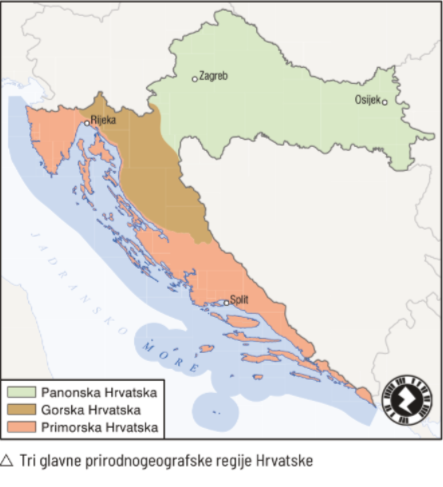 Zagreb
Osijek
Rijeka
Split
JADRANSKO
MORE
Panonska Hrvatska
Gorska Hrvatska
Primorska Hrvatska
△ Tri glavne prirodnogeografske regije Hrvatske